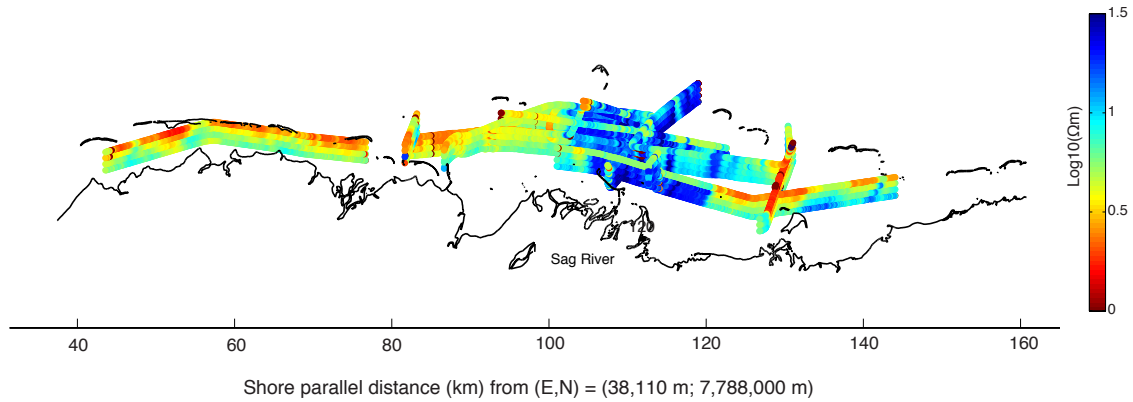 1.5
1
0.5
0
Log10(Ωm)
120
Sag River
40 60 80 100 120 140 160
Shore parallel distance (km) from (E,N) = (38,110 m; 7,788,000 m)